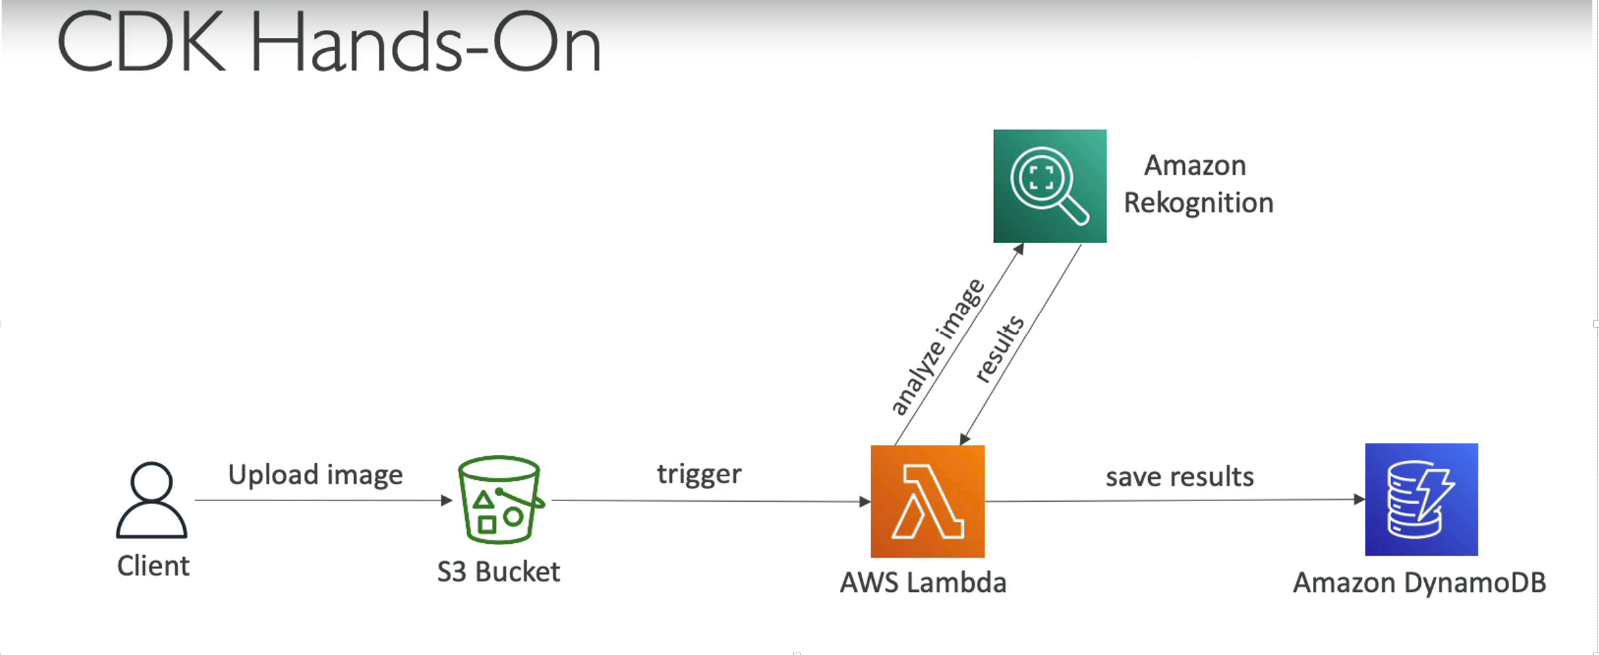 CDK Hands-On
Amazon
Rekognition
analyze image
results
Upload image
trigger
save results
Client
S3 Bucket
AWS Lambda
Amazon DynamoDB